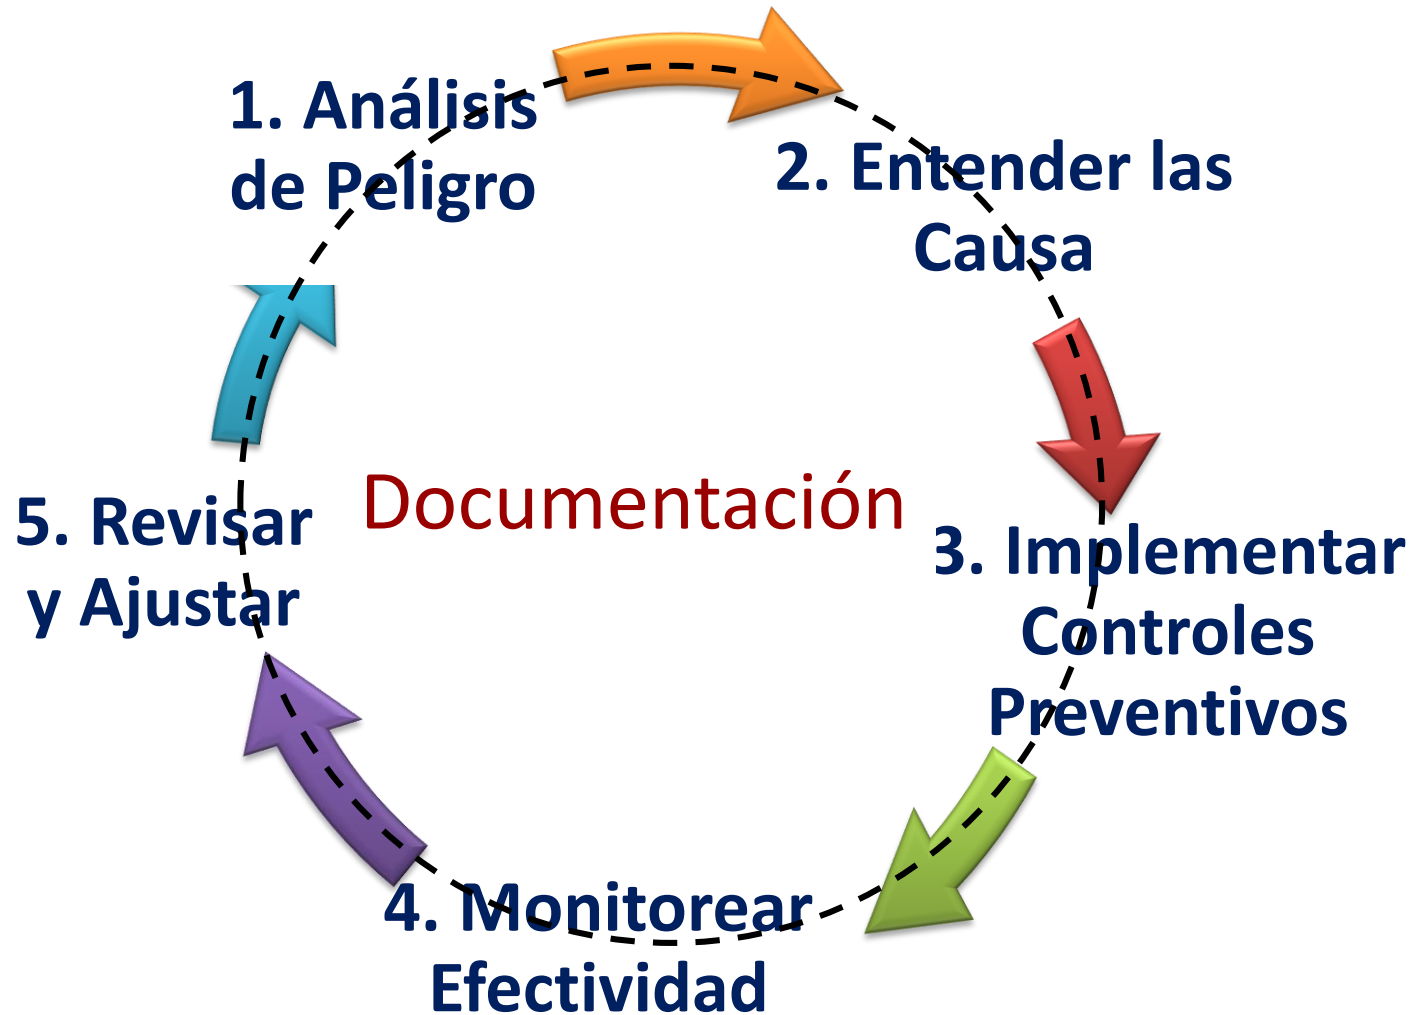 1. Análisis
de Peligro
2. Entender las
Causa
3. Implementar
Controles
Preventivos
4. Monitorear
Efectividad
5. Revisar
y Ajustar
Documentación